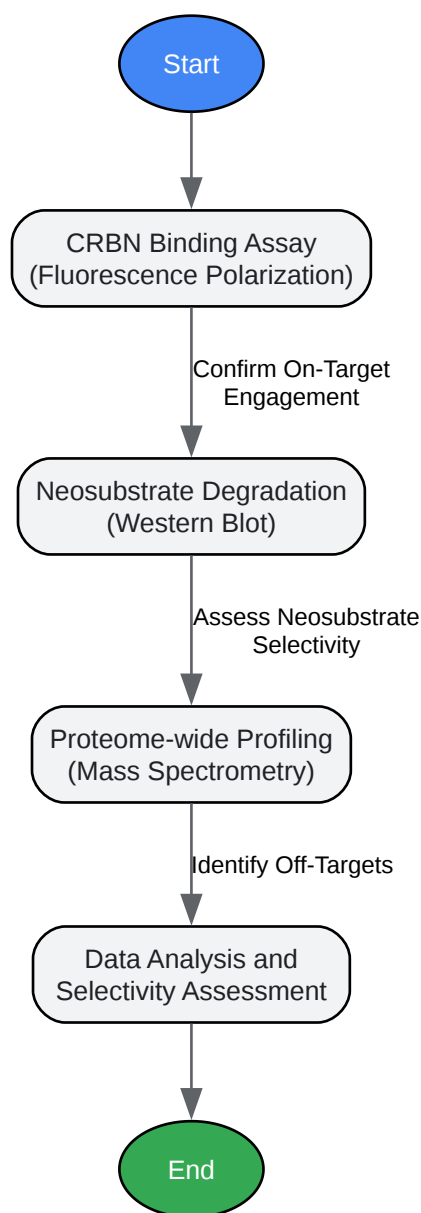 Start
CRBN Binding Assay
(Fluorescence Polarization)
Confirm On-Target
Engagement
Neosubstrate Degradation
(Western Blot)
Assess Neosubstrate
Selectivity
Proteome-wide Profiling
(Mass Spectrometry)
Identify Off-Targets
Data Analysis and
Selectivity Assessment
End